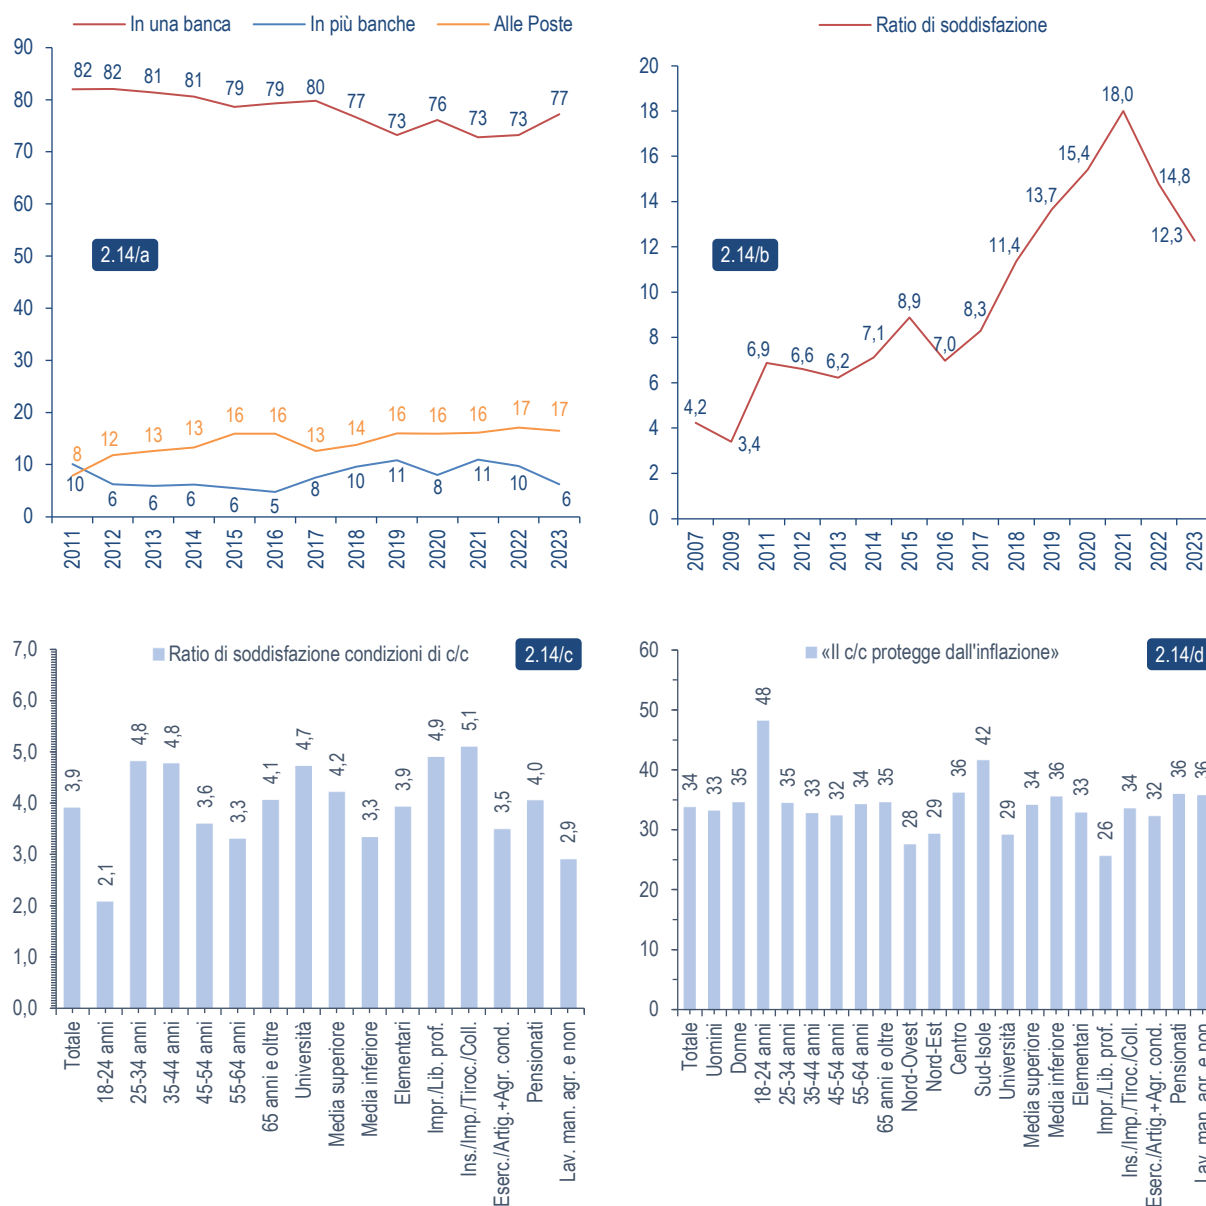 In una banca In più banche Alle Poste
90
80
70
60
50
40
30
20
10
0
82 82 81 81 79 79 80 77 73 76 73 73 77
2.14/a
8 12 13 13 16 16 13 14 16 16 16 17 17
10 6 6 6 6 5 8 10 11 8 11 10 6
2011 2012 2013 2014 2015 2016 2017 2018 2019 2020 2021 2022 2023
Ratio di soddisfazione
20
18
16
14
12
10
8
6
4
2
0
4,2 3,4 6,9 6,6 6,2 7,1 8,9 7,0 8,3 11,4 13,7 15,4 18,0 14,8 12,3
2.14/b
2007 2009 2011 2012 2013 2014 2015 2016 2017 2018 2019 2020 2021 2022 2023
Ratio di soddisfazione condizioni di c/c
2.14/c
7,0
6,0
5,0
4,0
3,0
2,0
1,0
0,0
3,9 2,1 4,8 4,8 3,6 3,3 4,1 4,7 4,2 3,3 3,9 4,9 5,1 3,5 4,0 2,9
Totale
18-24 anni
25-34 anni
35-44 anni
45-54 anni
55-64 anni
65 anni e oltre
Università
Media superiore
Media inferiore
Elementari
Impr./Lib. prof.
Ins./Imp./Tiroc./Coll.
Eserc./Artig.+Agr. cond.
Pensionati
Lav. man. agr. e non
«Il c/c protegge dall'inflazione»
2.14/d
60
50
40
30
20
10
0
34 33 35 48 35 33 32 34 35 28 29 36 42 29 34 36 33 26 34 32 36 36
Totale
Uomini
Donne
18-24 anni
25-34 anni
35-44 anni
45-54 anni
55-64 anni
65 anni e oltre
Nord-Ovest
Nord-Est
Centro
Sud-Isole
Università
Media superiore
Media inferiore
Elementari
Impr./Lib. prof.
Ins./Imp./Tiroc./Coll.
Eserc./Artig.+Agr. cond.
Pensionati
Lav. man. agr. e non